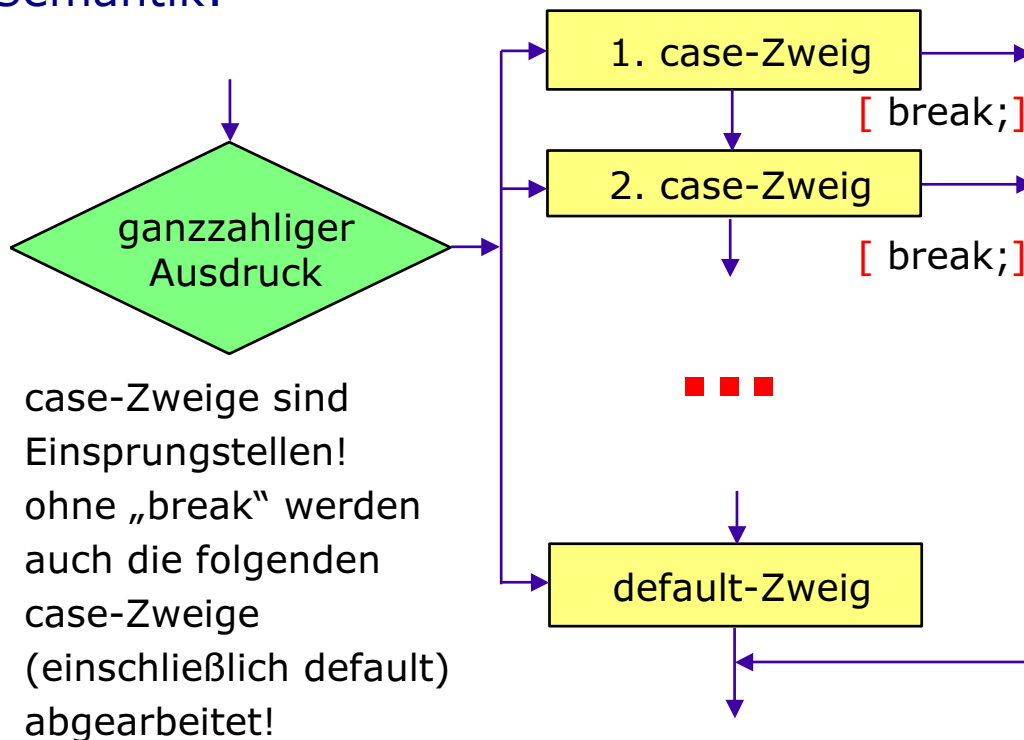 Semantik:
1. case-Zweig
[ break;]
2. case-Zweig
[ break;]
ganzzahliger
Ausdruck
case-Zweige sind
Einsprungstellen!
ohne „break“ werden
auch die folgenden
case-Zweige
(einschließlich default)
abgearbeitet!
default-Zweig